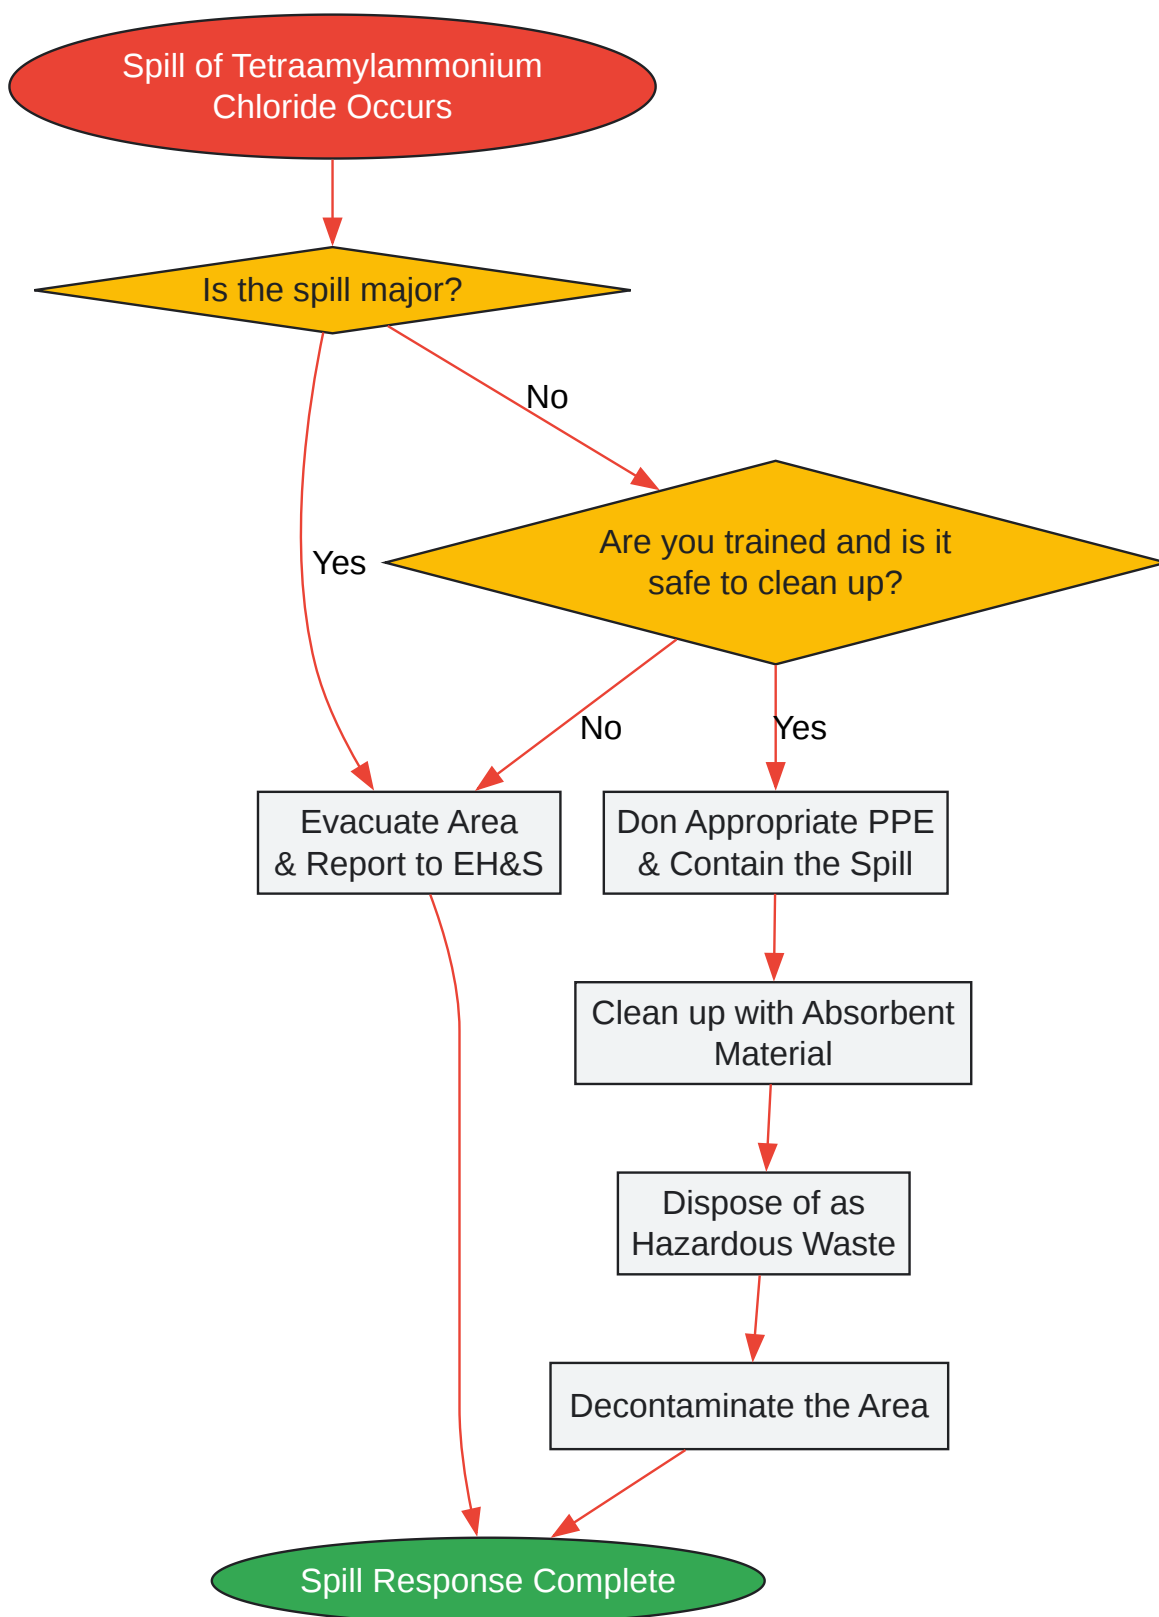 Spill of Tetraamylammonium
Chloride Occurs
Is the spill major?
No
Yes
Are you trained and is it
safe to clean up?
No
Yes
Evacuate Area
& Report to EH&S
Don Appropriate PPE
& Contain the Spill
Clean up with Absorbent
Material
Dispose of as
Hazardous Waste
Decontaminate the Area
Spill Response Complete